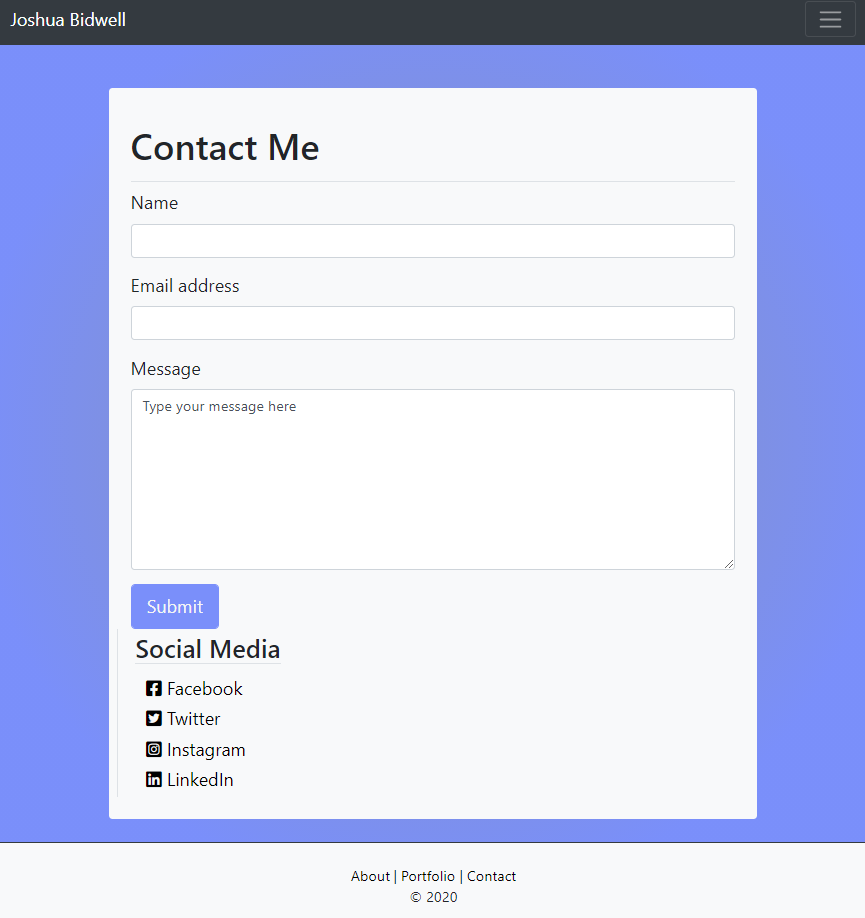 Joshua Bidwell
Contact Me
Name
Email address
Message
Type your message here
Submit
Social Media
Facebook
Twitter
Instagram
LinkedIn
About | Portfolio | Contact
© 2020